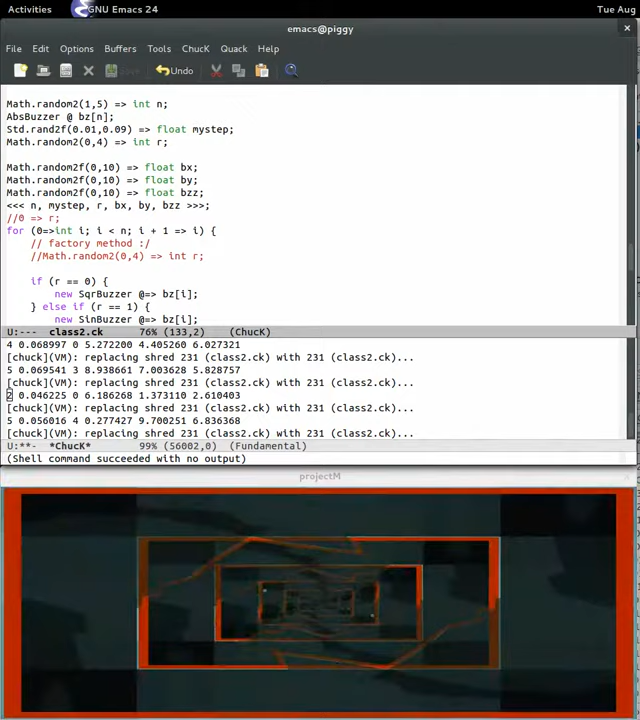 Activities GNU Emacs 24 Tue Aug
emacs@piggy
File Edit Options Buffers Tools ChucK Quack Help
Save Undo
Math.random2(1,5) => int n;
AbsBuzzer @ bz[n];
Std.rand2f(0.01,0.09) => float mystep;
Math.random2(0,4) => int r;
Math.random2f(0,10) => float bx;
Math.random2f(0,10) => float by;
Math.random2f(0,10) => float bzz;
<<< n, mystep, r, bx, by, bzz >>>;
//0 => r;
for (0=>int i; i < n; i + 1 => i) {
// factory method :/
//Math.random2(0,4) => int r;
if (r == 0) {
new SqrBuzzer @=> bz[i];
} else if (r == 1) {
new SinBuzzer @=> bz[i];
U:--- class2.ck 76% (133,2) (ChucK)
4 0.068997 0 5.272200 4.405260 6.027321
[chuck](VM): replacing shred 231 (class2.ck) with 231 (class2.ck)...
5 0.069541 3 8.938661 7.003628 5.828757
[chuck](VM): replacing shred 231 (class2.ck) with 231 (class2.ck)...
2 0.046225 0 6.186268 1.373110 2.610403
[chuck](VM): replacing shred 231 (class2.ck) with 231 (class2.ck)...
5 0.056016 4 0.277427 9.700251 6.836368
[chuck](VM): replacing shred 231 (class2.ck) with 231 (class2.ck)...
U:**- *ChucK* 99% (56002,0) (Fundamental)
(Shell command succeeded with no output)
projectM